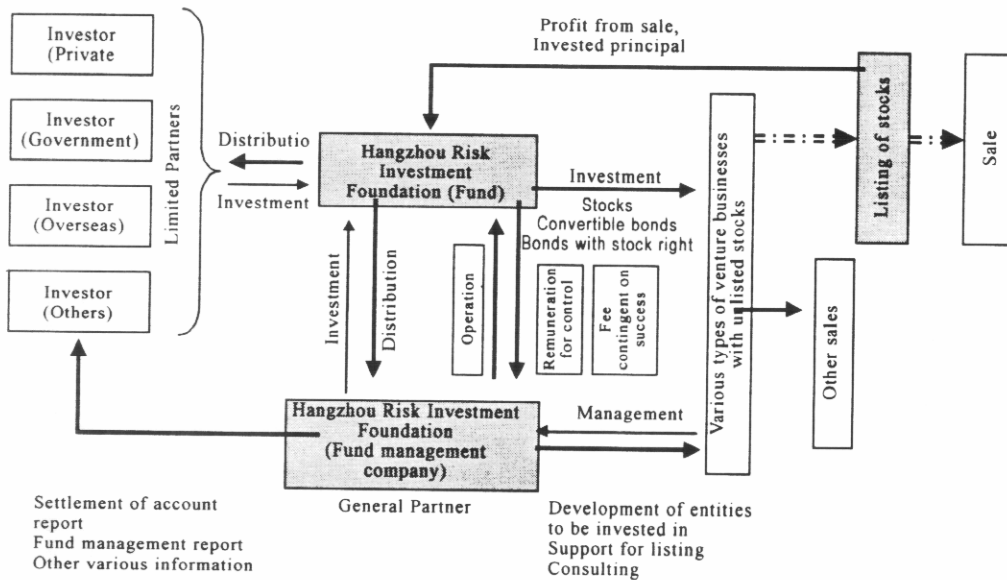 Investor
(Private
Investor
(Government)
Investor
(Overseas)
Investor
(Others)
Limited Partners
Distributio
Investment
Profit from sale,
Invested principal
Hangzhou Risk
Investment
Foundation (Fund)
Investment
Stocks
Convertible bonds
Bonds with stock right
Investment
Distribution
Operation
Remuneration
for control
Fee
contingent on
success
Various types of venture businesses
with unlisted stocks
Listing of stocks
Sale
Other sales
Hangzhou Risk Investment
Foundation
(Fund management
company)
General Partner
Management
Settlement of account
report
Fund management report
Other various information
Development of entities
to be invested in
Support for listing
Consulting